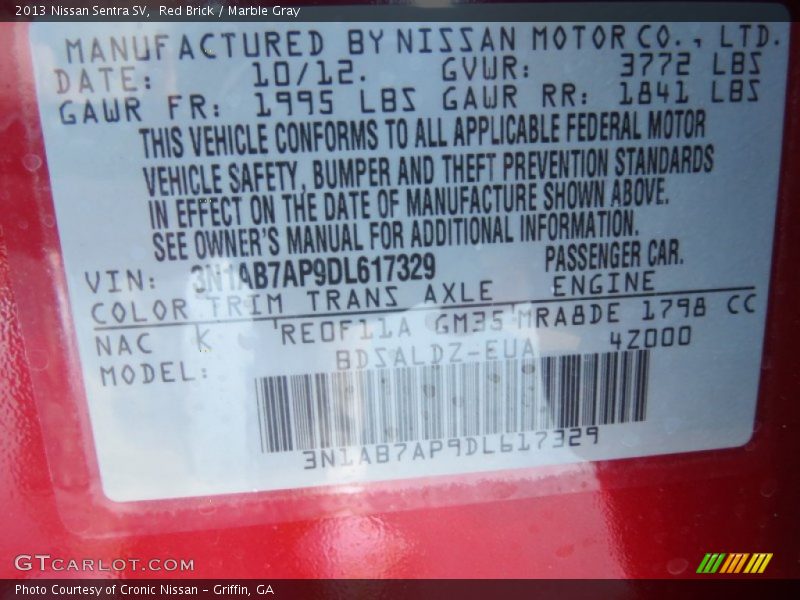 2013 Nissan Sentra SV,  Red Brick / Marble Gray
MANUFACTURED BY NISSAN MOTOR CO., LTD.
DATE: 10/12. GVWR: 3772 LBS
GAWR FR: 1995 LBS GAWR RR: 1841 LBS
THIS VEHICLE CONFORMS TO ALL APPLICABLE FEDERAL MOTOR
VEHICLE SAFETY, BUMPER AND THEFT PREVENTION STANDARDS
IN EFFECT ON THE DATE OF MANUFACTURE SHOWN ABOVE.
SEE OWNER'S MANUAL FOR ADDITIONAL INFORMATION.
VIN: 3N1AB7AP9DL617329 PASSENGER CAR.
COLOR TRIM TRANS AXLE ENGINE
NAC K RE0F11A GM35 MRA8DE 1798 CC
MODEL: BDSALDZ-EUA 42000
3N1AB7AP9DL617329
GTCARLOT.COM
Photo Courtesy of Cronic Nissan - Griffin, GA